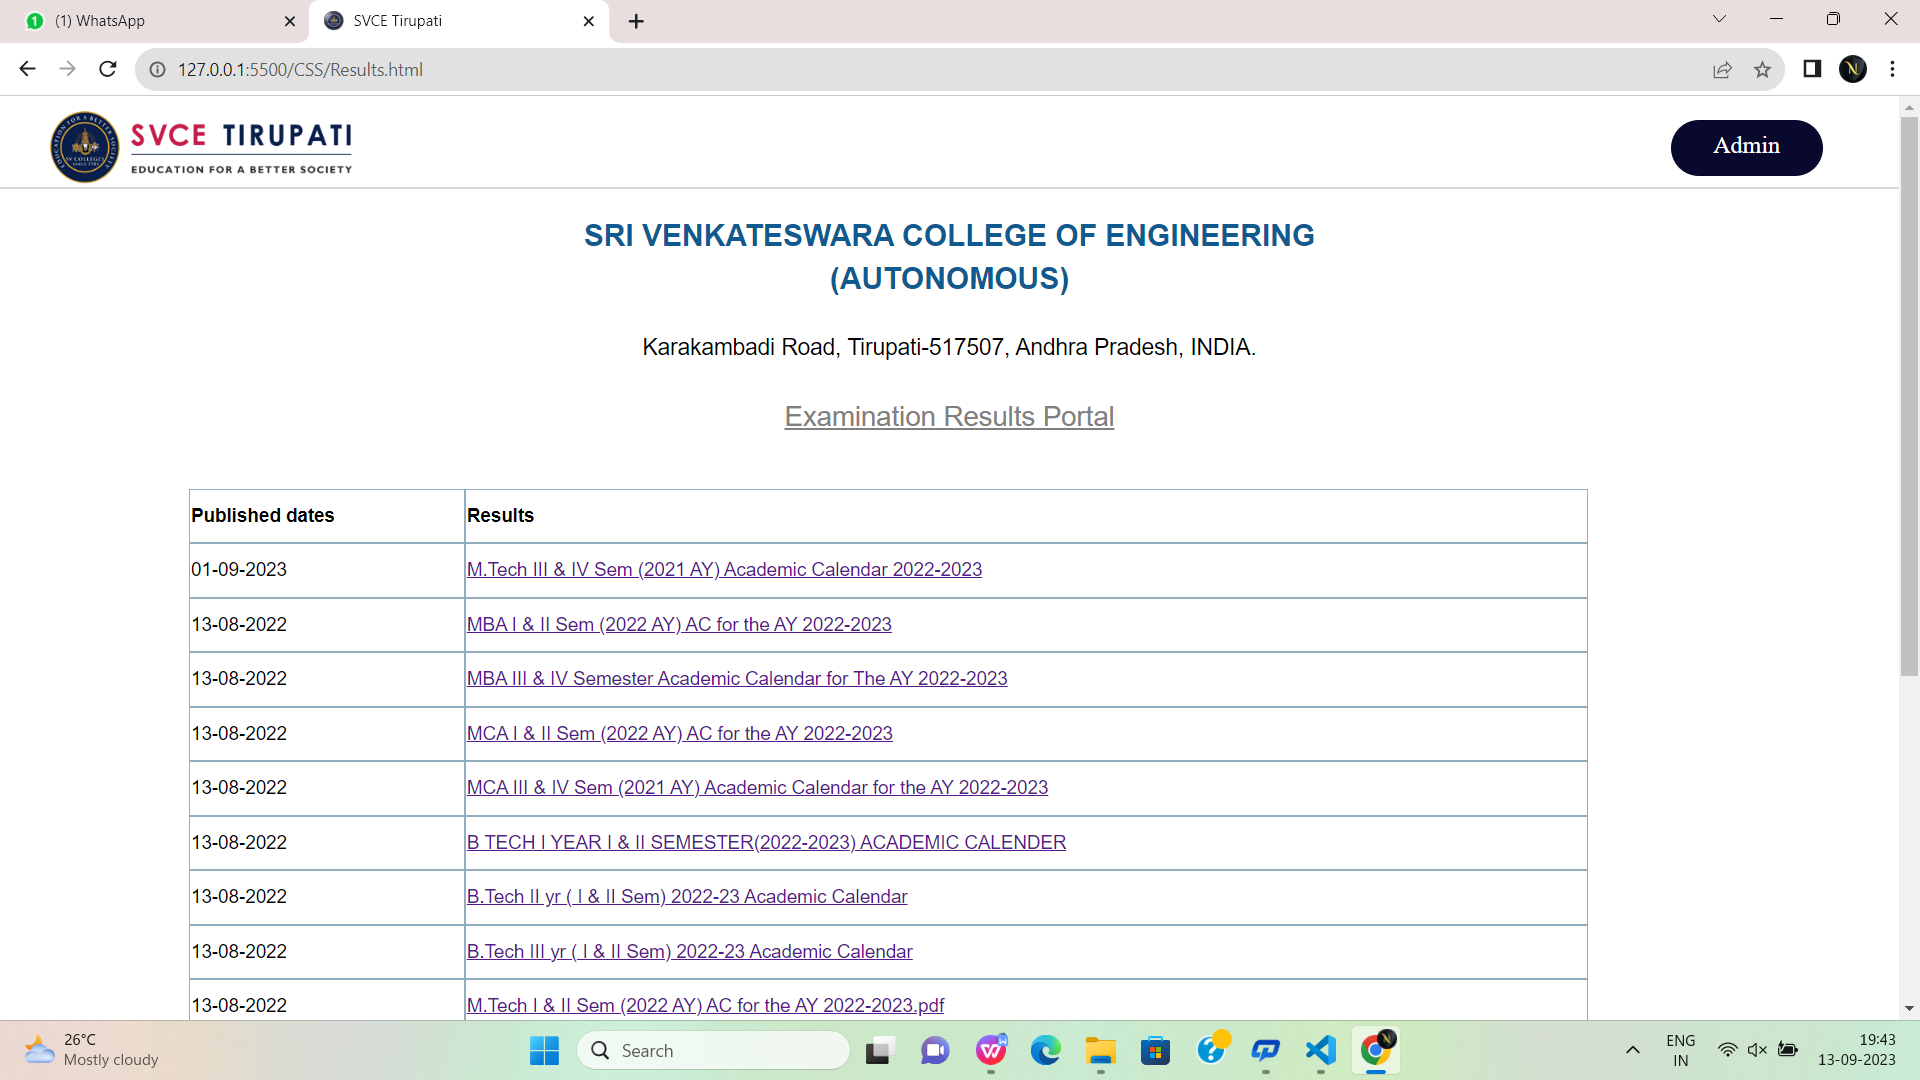 (1) WhatsApp
SVCE Tirupati
127.0.0.1:5500/CSS/Results.html
SVCE TIRUPATI
EDUCATION FOR A BETTER SOCIETY
Admin
SRI VENKATESWARA COLLEGE OF ENGINEERING
(AUTONOMOUS)
Karakambadi Road, Tirupati-517507, Andhra Pradesh, INDIA.
Examination Results Portal
Published dates Results
01-09-2023 M.Tech III & IV Sem (2021 AY) Academic Calendar 2022-2023
13-08-2022 MBA I & II Sem (2022 AY) AC for the AY 2022-2023
13-08-2022 MBA III & IV Semester Academic Calendar for The AY 2022-2023
13-08-2022 MCA I & II Sem (2022 AY) AC for the AY 2022-2023
13-08-2022 MCA III & IV Sem (2021 AY) Academic Calendar for the AY 2022-2023
13-08-2022 B TECH I YEAR I & II SEMESTER(2022-2023) ACADEMIC CALENDER
13-08-2022 B.Tech II yr ( I & II Sem) 2022-23 Academic Calendar
13-08-2022 B.Tech III yr ( I & II Sem) 2022-23 Academic Calendar
13-08-2022 M.Tech I & II Sem (2022 AY) AC for the AY 2022-2023.pdf
26°C
Mostly cloudy
Search
ENG
IN
19:43
13-09-2023